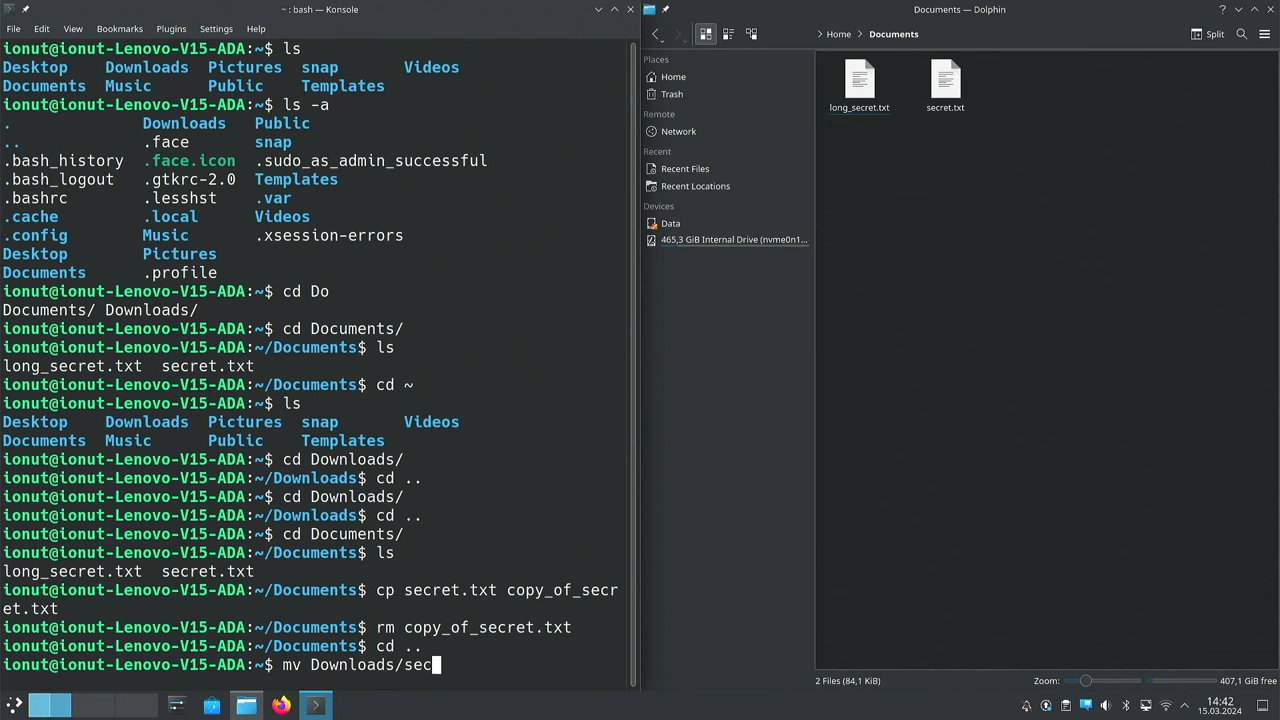 ~ : bash — Konsole
File Edit View Bookmarks Plugins Settings Help
ionut@ionut-Lenovo-V15-ADA:~$ ls
Desktop Downloads Pictures snap Videos
Documents Music Public Templates
ionut@ionut-Lenovo-V15-ADA:~$ ls -a
. Downloads Public
.. .face snap
.bash_history .face.icon .sudo_as_admin_successful
.bash_logout .gtkrc-2.0 Templates
.bashrc .lesshst .var
.cache .local Videos
.config Music .xsession-errors
Desktop Pictures
Documents .profile
ionut@ionut-Lenovo-V15-ADA:~$ cd Do
Documents/ Downloads/
ionut@ionut-Lenovo-V15-ADA:~$ cd Documents/
ionut@ionut-Lenovo-V15-ADA:~/Documents$ ls
long_secret.txt secret.txt
ionut@ionut-Lenovo-V15-ADA:~/Documents$ cd ~
ionut@ionut-Lenovo-V15-ADA:~$ ls
Desktop Downloads Pictures snap Videos
Documents Music Public Templates
ionut@ionut-Lenovo-V15-ADA:~$ cd Downloads/
ionut@ionut-Lenovo-V15-ADA:~/Downloads$ cd ..
ionut@ionut-Lenovo-V15-ADA:~$ cd Downloads/
ionut@ionut-Lenovo-V15-ADA:~/Downloads$ cd ..
ionut@ionut-Lenovo-V15-ADA:~$ cd Documents/
ionut@ionut-Lenovo-V15-ADA:~/Documents$ ls
long_secret.txt secret.txt
ionut@ionut-Lenovo-V15-ADA:~/Documents$ cp secret.txt copy_of_secr
et.txt
ionut@ionut-Lenovo-V15-ADA:~/Documents$ rm copy_of_secret.txt
ionut@ionut-Lenovo-V15-ADA:~/Documents$ cd ..
ionut@ionut-Lenovo-V15-ADA:~$ mv Downloads/sec
Documents — Dolphin
Home Documents
Split
Places
Home
Trash
Remote
Network
Recent
Recent Files
Recent Locations
Devices
Data
465,3 GiB Internal Drive (nvme0n1...
long_secret.txt secret.txt
2 Files (84,1 KiB)
Zoom:
407,1 GiB free
14:42
15.03.2024